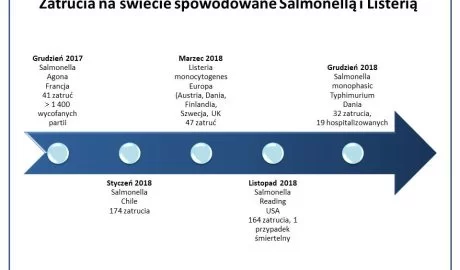 Zatrucia na świecie spowodowane Salmonellą i Listerią
Grudzień 2017
Salmonella
Agona
Francja
41 zatruć
> 1 400
wycofanych
partii
Marzec 2018
Listeria
monocytogenes
Europa
(Austria, Dania,
Finlandia,
Szwecja, UK
47 zatruć
Grudzień 2018
Salmonella
monophasic
Typhimurium
Dania
32 zatrucia,
19 hospitalizowanych
Styczeń 2018
Salmonella
Chile
174 zatrucia
Listopad 2018
Salmonella
Reading
USA
164 zatrucia, 1
przypadek
śmiertelny